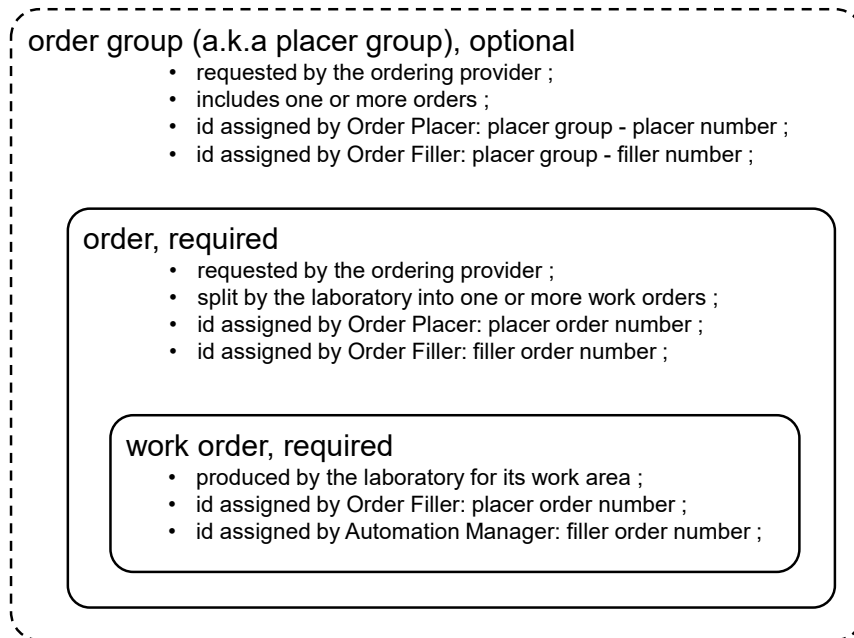 order group (a.k.a placer group), optional
• requested by the ordering provider ;
• includes one or more orders ;
• id assigned by Order Placer: placer group - placer number ;
• id assigned by Order Filler: placer group - filler number ;
order, required
• requested by the ordering provider ;
• split by the laboratory into one or more work orders ;
• id assigned by Order Placer: placer order number ;
• id assigned by Order Filler: filler order number ;
work order, required
• produced by the laboratory for its work area ;
• id assigned by Order Filler: placer order number ;
• id assigned by Automation Manager: filler order number ;